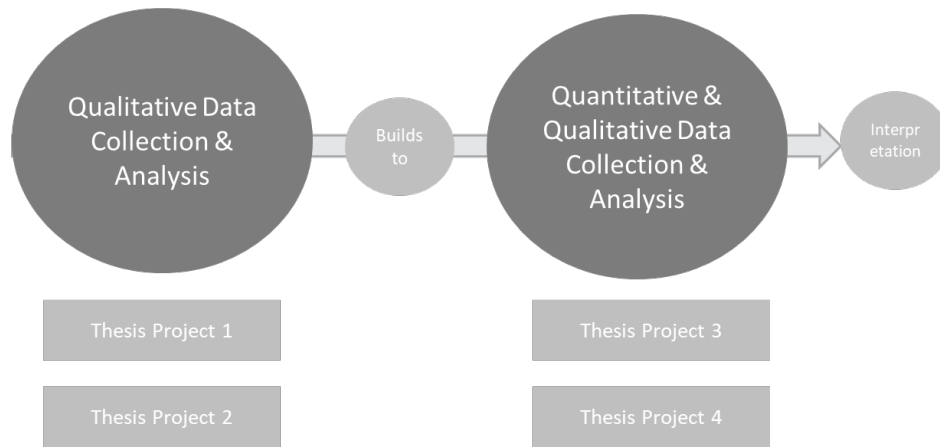 Qualitative Data
Collection &
Analysis
Builds
to
Quantitative &
Qualitative Data
Collection &
Analysis
Interpr
etation
Thesis Project 1
Thesis Project 3
Thesis Project 2
Thesis Project 4